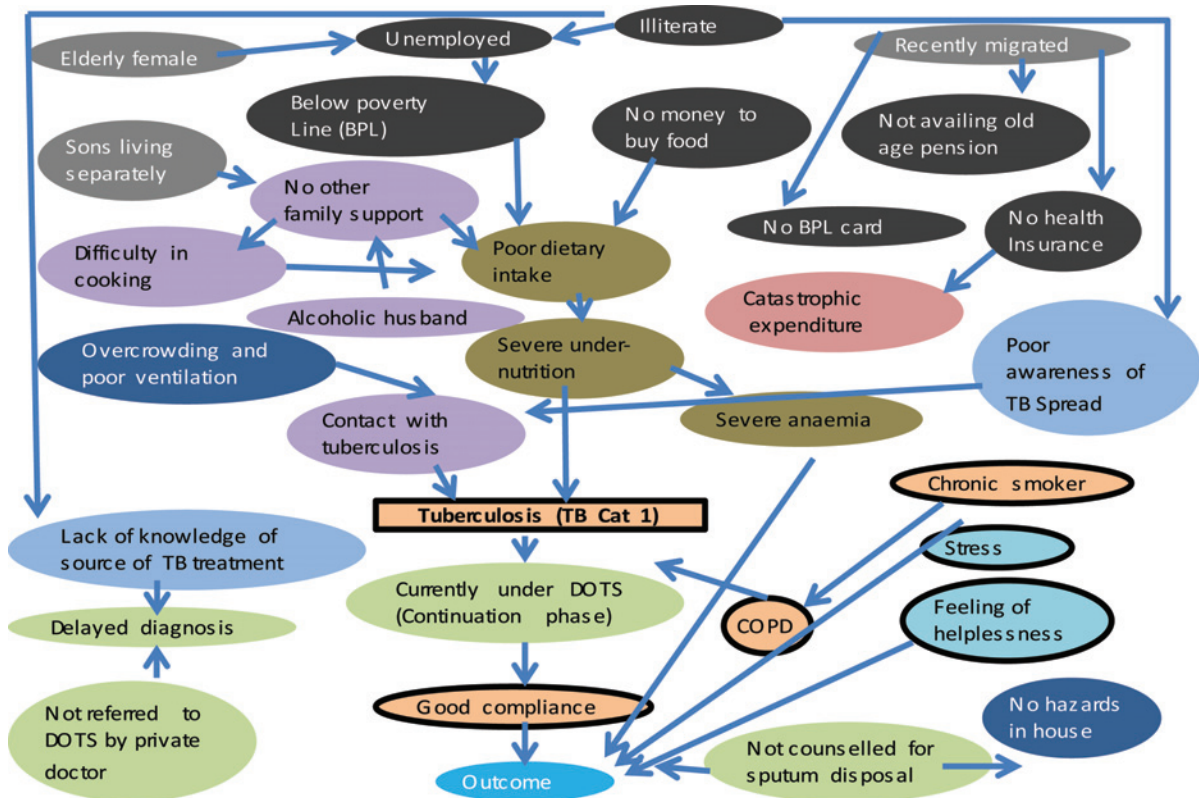 Illiterate
Unemployed
Elderly female
Recently migrated
Below poverty
Line (BPL)
No money to
buy food
Not availing old
age pension
Sons living
separately
No other
family support
No BPL card
No health
Insurance
Difficulty in
cooking
Poor dietary
intake
Catastrophic
expenditure
Alcoholic husband
Overcrowding and
poor ventilation
Severe under-
nutrition
Poor
awareness of
TB Spread
Contact with
tuberculosis
Severe anaemia
Chronic smoker
Tuberculosis (TB Cat 1)
Lack of knowledge of
source of TB treatment
Stress
Currently under DOTS
(Continuation phase)
Feeling of
helplessness
COPD
Delayed diagnosis
Not referred to
DOTS by private
doctor
Good compliance
No hazards
in house
Not counselled for
sputum disposal
Outcome